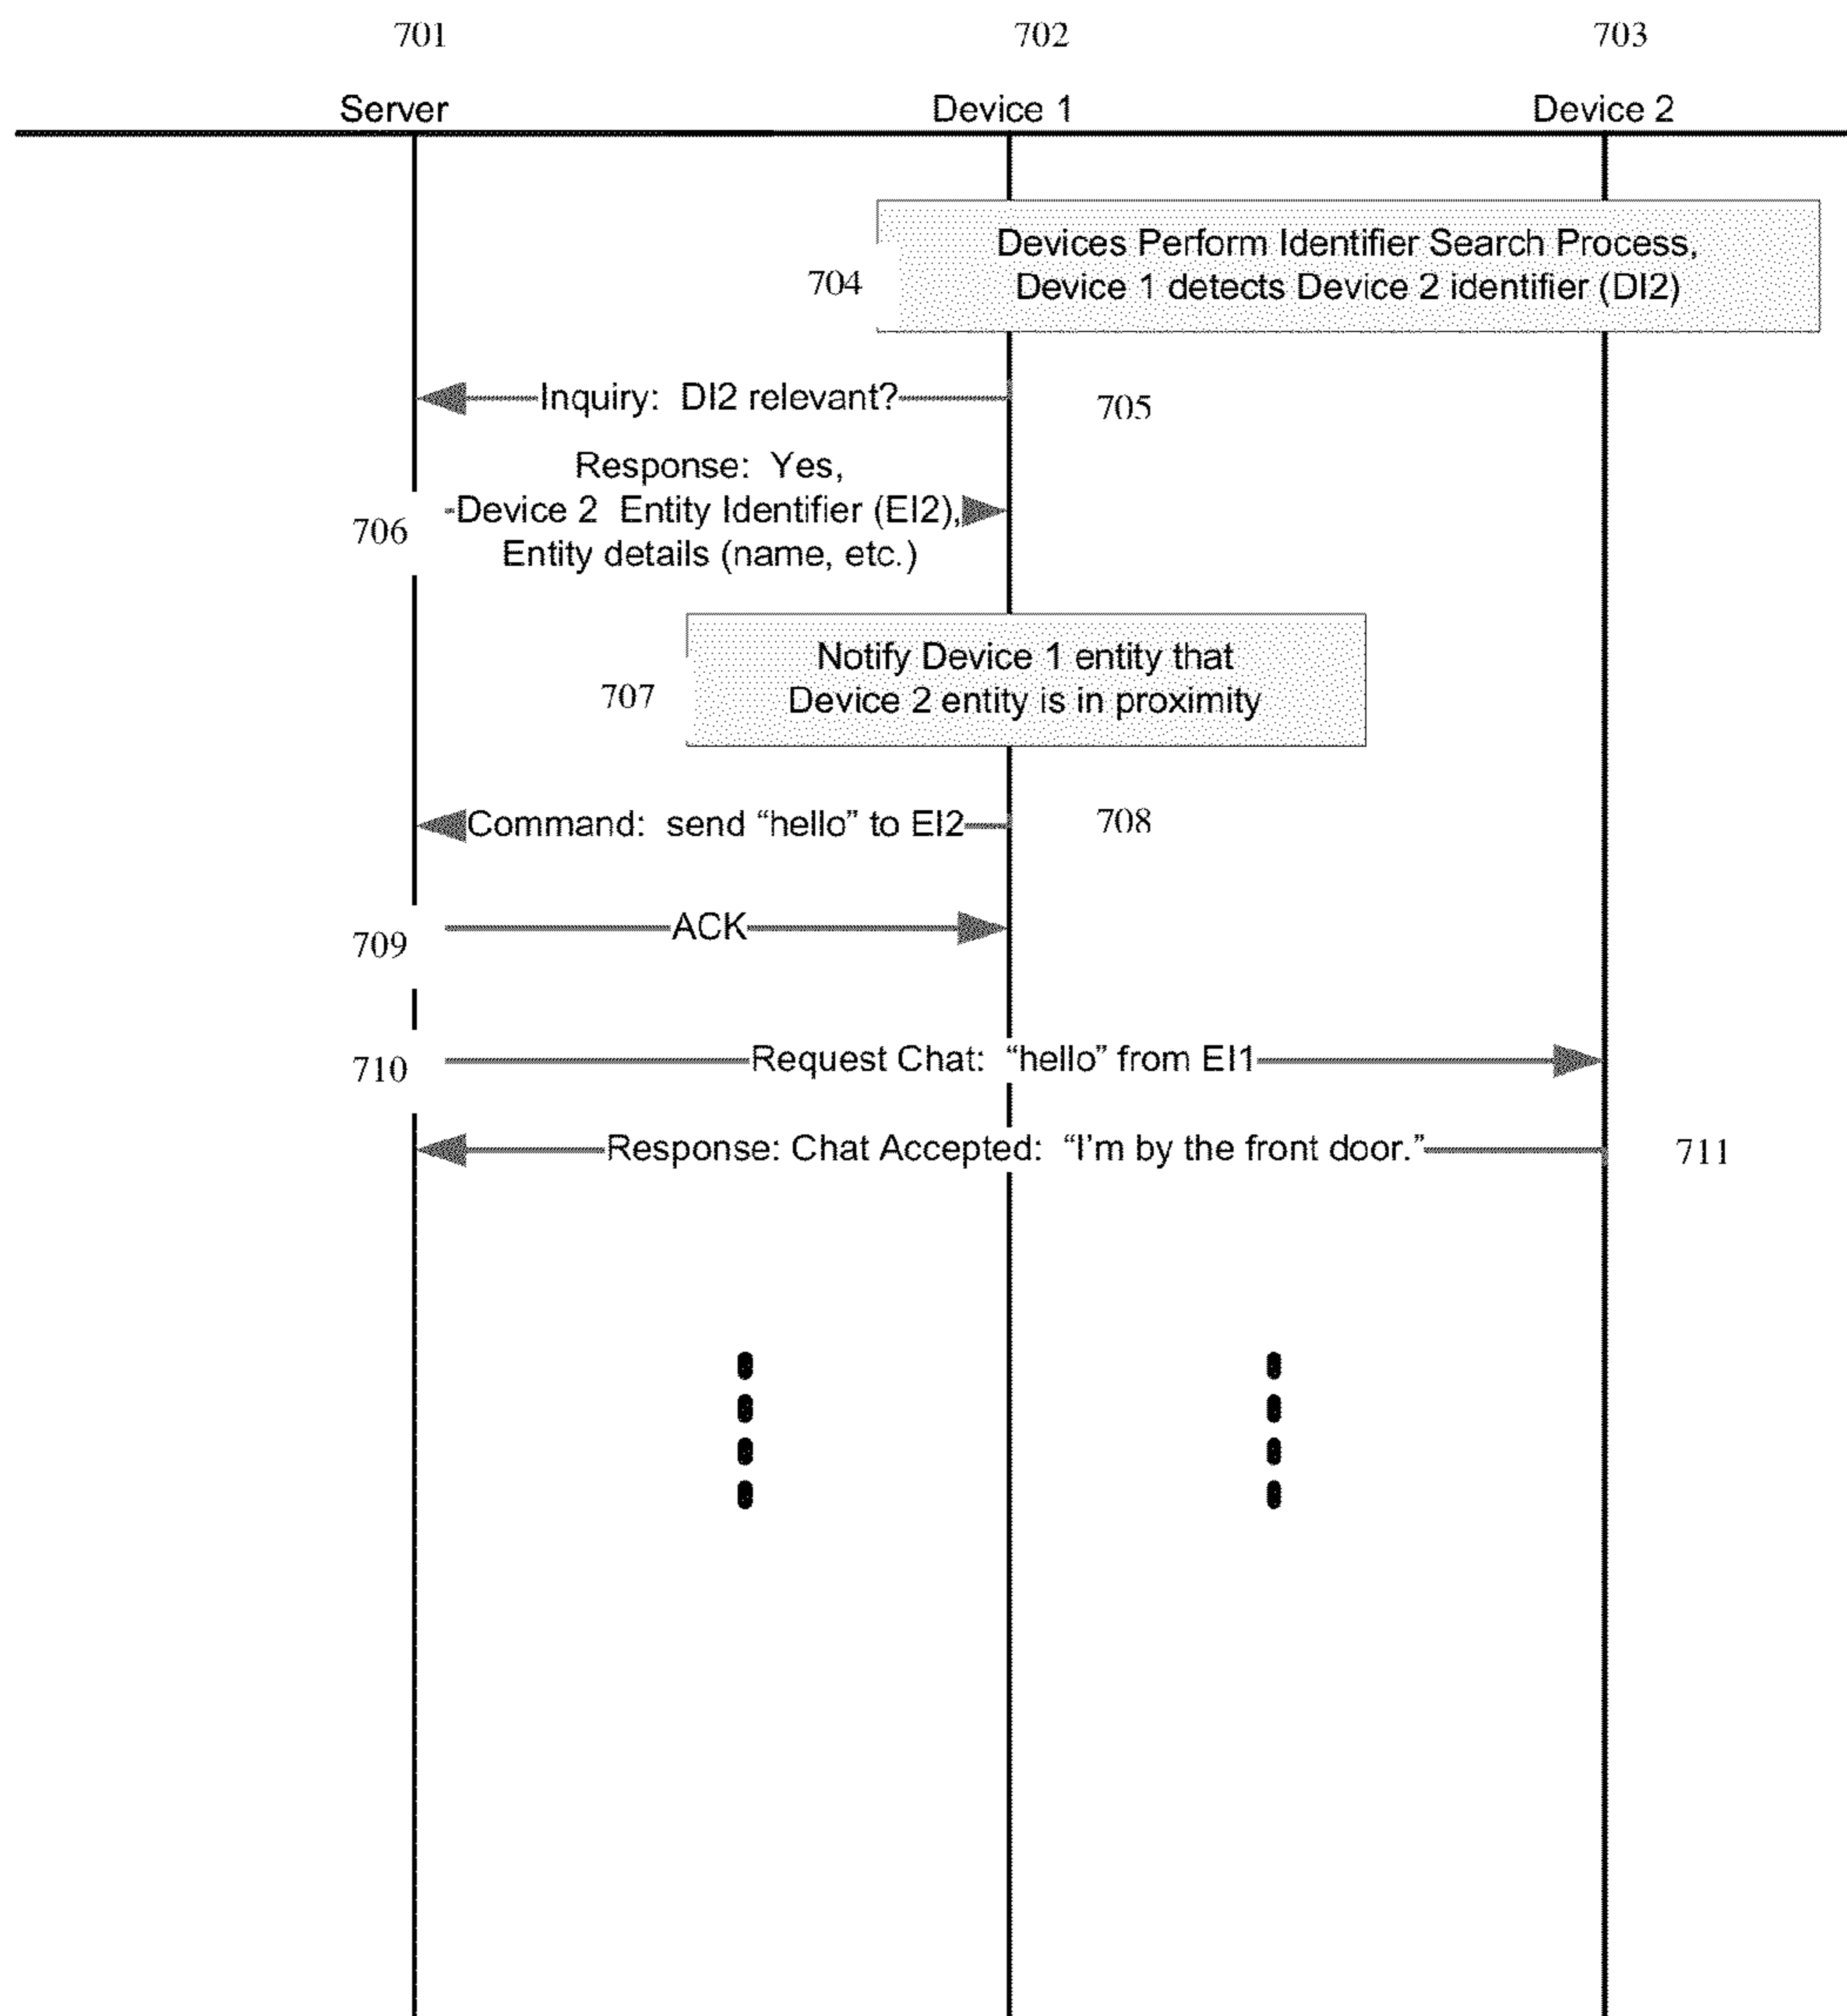 701 702 703
Server Device 1 Device 2
Devices Perform Identifier Search Process,
704 Device 1 detects Device 2 identifier (DI2)
Inquiry: DI2 relevant? 705
Response: Yes,
706 Device 2 Entity Identifier (EI2),
Entity details (name, etc.)
Notify Device 1 entity that
707 Device 2 entity is in proximity
Command: send “hello” to EI2 708
709 ACK
710 Request Chat: “hello” from EI1
Response: Chat Accepted: “I’m by the front door.” 711